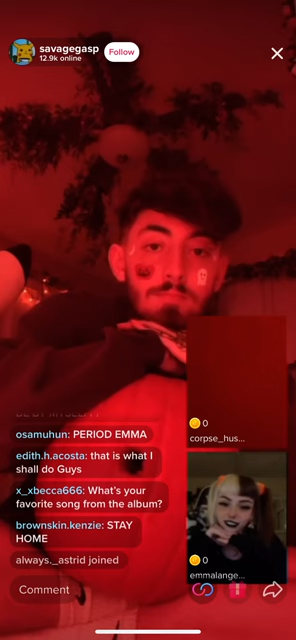 savagegasp
12.9k online
Follow
osamuhun: PERIOD EMMA
edith.h.acosta: that is what I
shall do Guys
x_xbecca666: What's your
favorite song from the album?
brownskin.kenzie: STAY
HOME
always._astrid joined
Comment
0
corpse_hus...
0
emmalange...